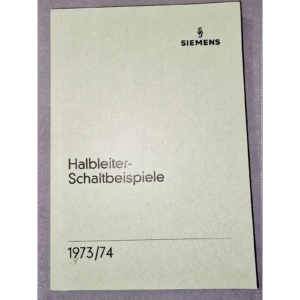 SIEMENS
Halbleiter-
Schaltbeispiele
1973/74